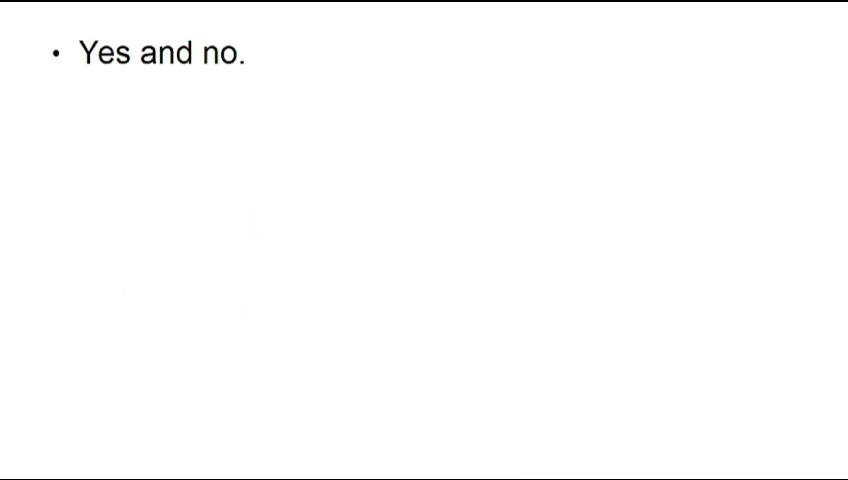 • Yes and no.